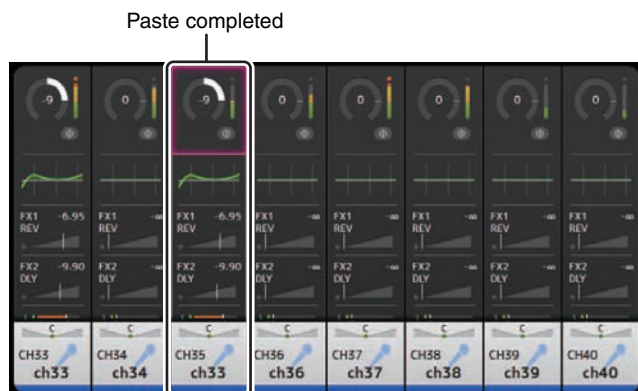 Paste completed
-9 0 -9 0 0 0 0 0
FX1 -6.95 FX1 -∞ FX1 -6.95 FX1 -∞ FX1 -∞ FX1 -∞ FX1 -∞ FX1 -∞
REV REV REV REV REV REV REV REV
FX2 -9.90 FX2 -∞ FX2 -9.90 FX2 -∞ FX2 -∞ FX2 -∞ FX2 -∞ FX2 -∞
DLY DLY DLY DLY DLY DLY DLY DLY
C C C C C C C C
CH33 CH34 CH35 CH36 CH37 CH38 CH39 CH40
ch33 ch34 ch33 ch36 ch37 ch38 ch39 ch40